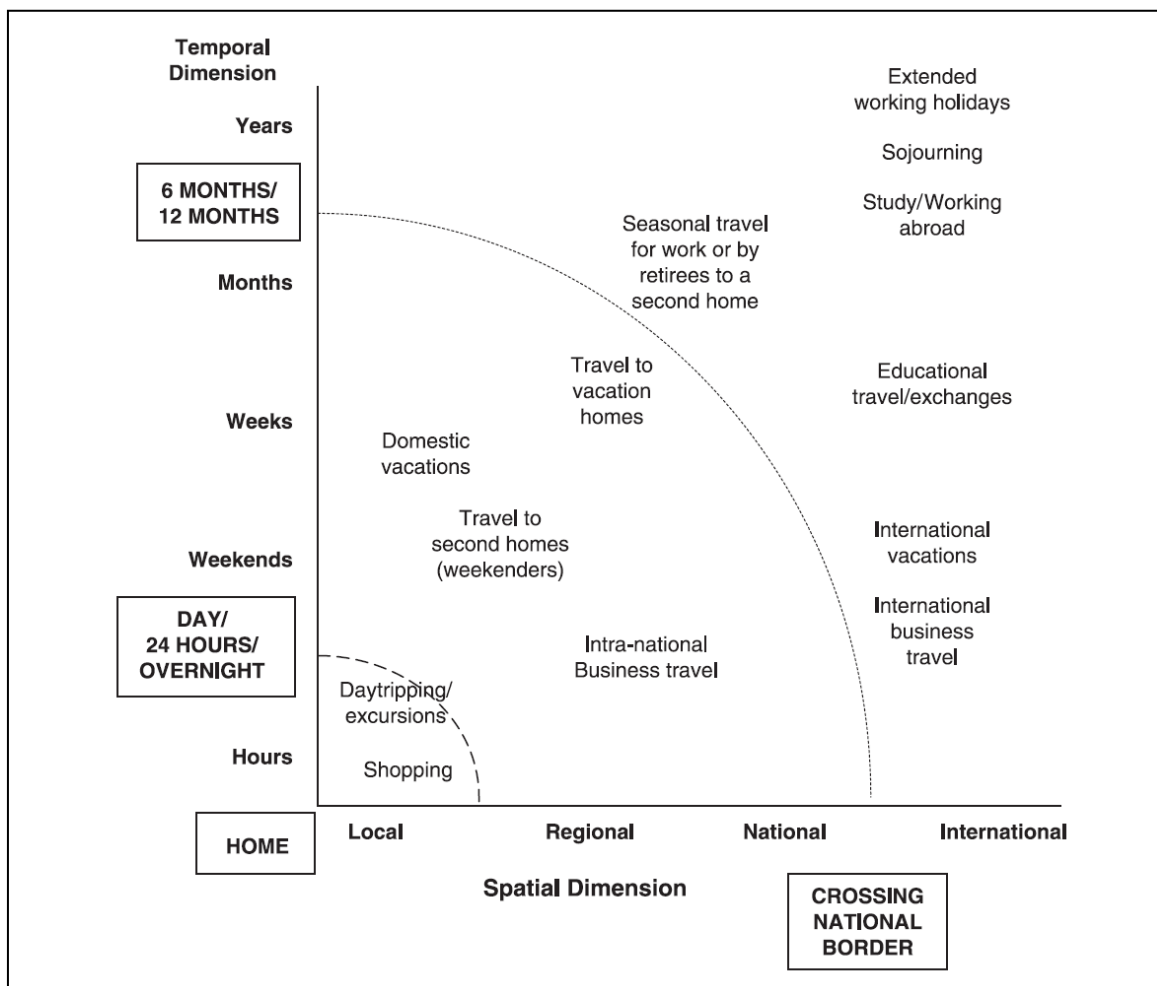 Temporal
Dimension
Years
6 MONTHS/
12 MONTHS
Months
Weeks
Weekends
DAY/
24 HOURS/
OVERNIGHT
Hours
HOME
Extended
working holidays
Sojourning
Study/Working
abroad
Seasonal travel
for work or by
retirees to a
second home
Travel to
vacation
homes
Educational
travel/exchanges
Domestic
vacations
Travel to
second homes
(weekenders)
International
vacations
International
business
travel
Intra-national
Business travel
Daytripping/
excursions
Shopping
Local
Regional
National
International
Spatial Dimension
CROSSING
NATIONAL
BORDER